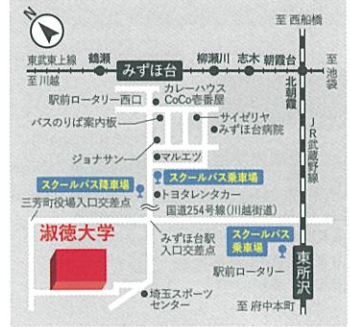 N
至 西船橋
東武東上線
鶴瀬
みずほ台
柳瀬川
志木
朝霞台
至 川越
北朝霞
至 池袋
カレーハウス
CoCo壱番屋
駅前ロータリー西口
バスのりば案内板
サイゼリヤ
みずほ台病院
JR武蔵野線
ジョナサン
マルエツ
スクールバス降車場
スクールバス乗車場
三芳町役場
入口交差点
トヨタレンタカー
国道254号線(川越街道)
淑徳大学
みずほ台駅
入口交差点
スクールバス
乗車場
東所沢
駅前ロータリー
埼玉スポーツ
センター
至 府中本町